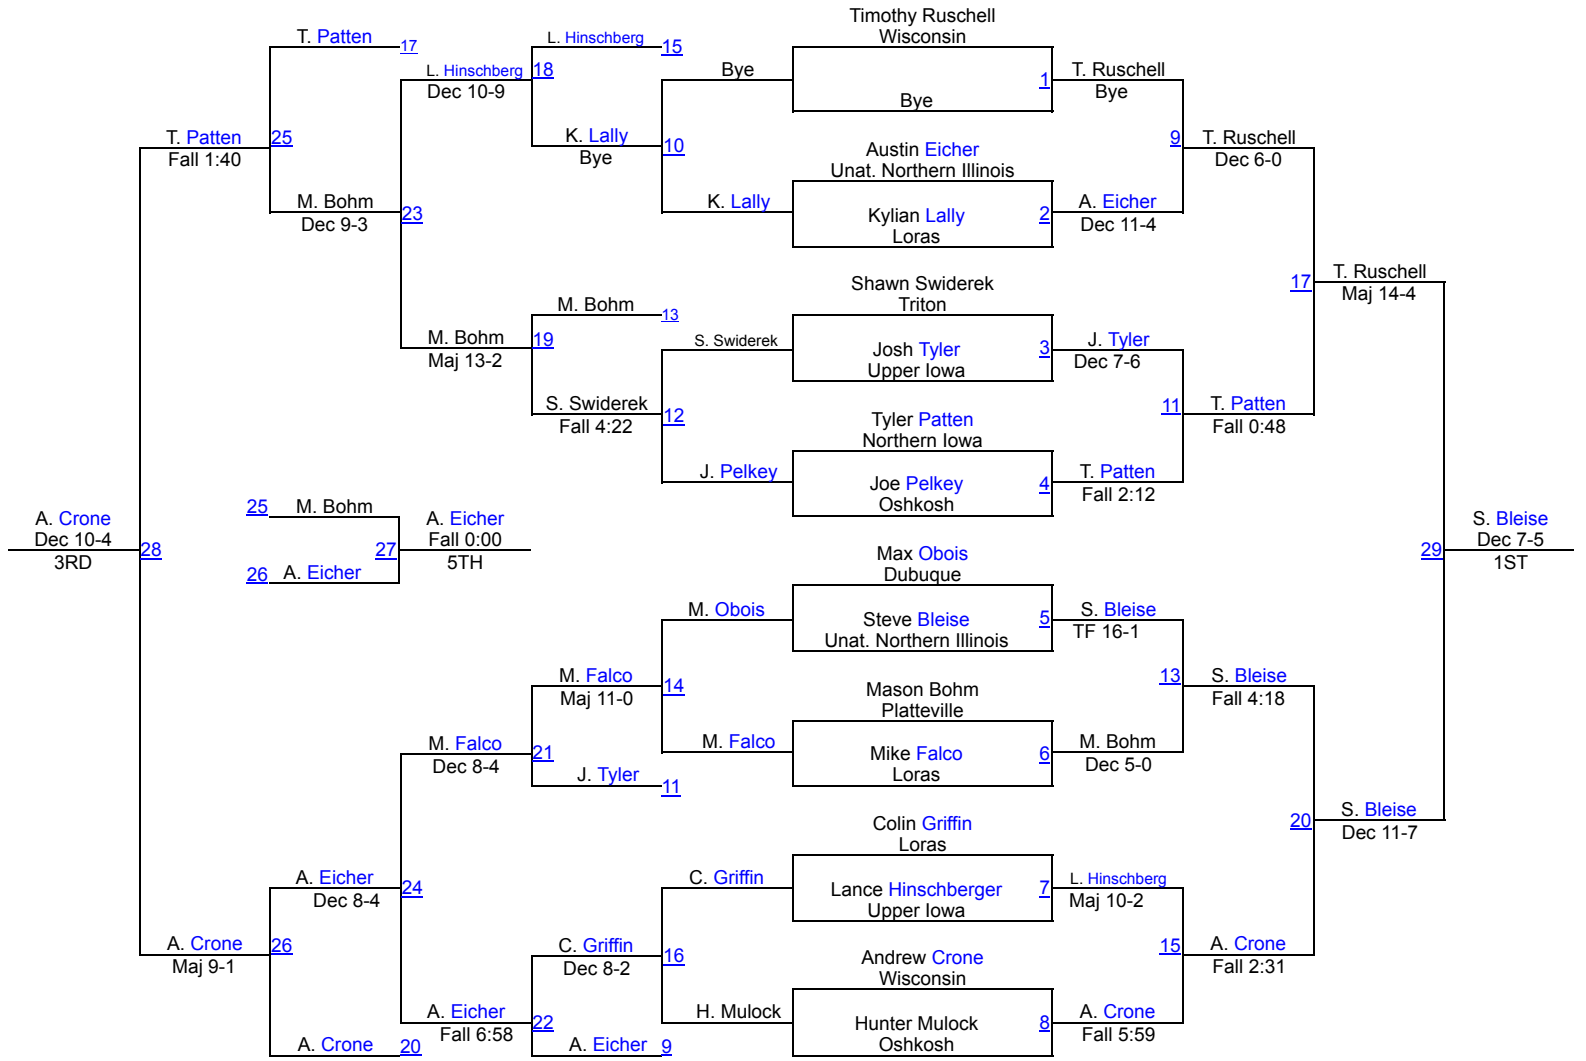 Timothy Ruschell
Wisconsin
T. Patten 17
L. Hinschberg 15
L. Hinschberg 18
Dec 10-9
Bye
1 T. Ruschell
Bye
Bye
T. Patten 25
Fall 1:40
K. Lally 10
Bye
9 T. Ruschell
Dec 6-0
Austin Eicher
Unat. Northern Illinois
M. Bohm 23
Dec 9-3
K. Lally
Kylian Lally 2
Loras
A. Eicher
Dec 11-4
Shawn Swiderek
Triton
17 T. Ruschell
Maj 14-4
M. Bohm 13
M. Bohm 19
Maj 13-2
S. Swiderek
Josh Tyler 3
Upper Iowa
J. Tyler
Dec 7-6
S. Swiderek 12
Fall 4:22
11 T. Patten
Fall 0:48
Tyler Patten
Northern Iowa
J. Pelkey
Joe Pelkey 4
Oshkosh
T. Patten
Fall 2:12
25 M. Bohm
A. Crone
Dec 10-4
3RD
28
27
A. Eicher
Fall 0:00
5TH
26 A. Eicher
29
S. Bleise
Dec 7-5
1ST
Max Obois
Dubuque
M. Obois
Steve Bleise 5
Unat. Northern Illinois
S. Bleise
TF 16-1
M. Falco 14
Maj 11-0
13 S. Bleise
Fall 4:18
Mason Bohm
Platteville
M. Falco 21
Dec 8-4
M. Falco
Mike Falco 6
Loras
M. Bohm
Dec 5-0
J. Tyler 11
20 S. Bleise
Dec 11-7
Colin Griffin
Loras
A. Eicher 24
Dec 8-4
C. Griffin
Lance Hinschberger 7
Upper Iowa
L. Hinschberg
Maj 10-2
A. Crone 26
Maj 9-1
C. Griffin 16
Dec 8-2
15 A. Crone
Fall 2:31
Andrew Crone
Wisconsin
A. Eicher 22
Fall 6:58
H. Mulock
Hunter Mulock 8
Oshkosh
A. Crone
Fall 5:59
A. Crone 20
A. Eicher 9